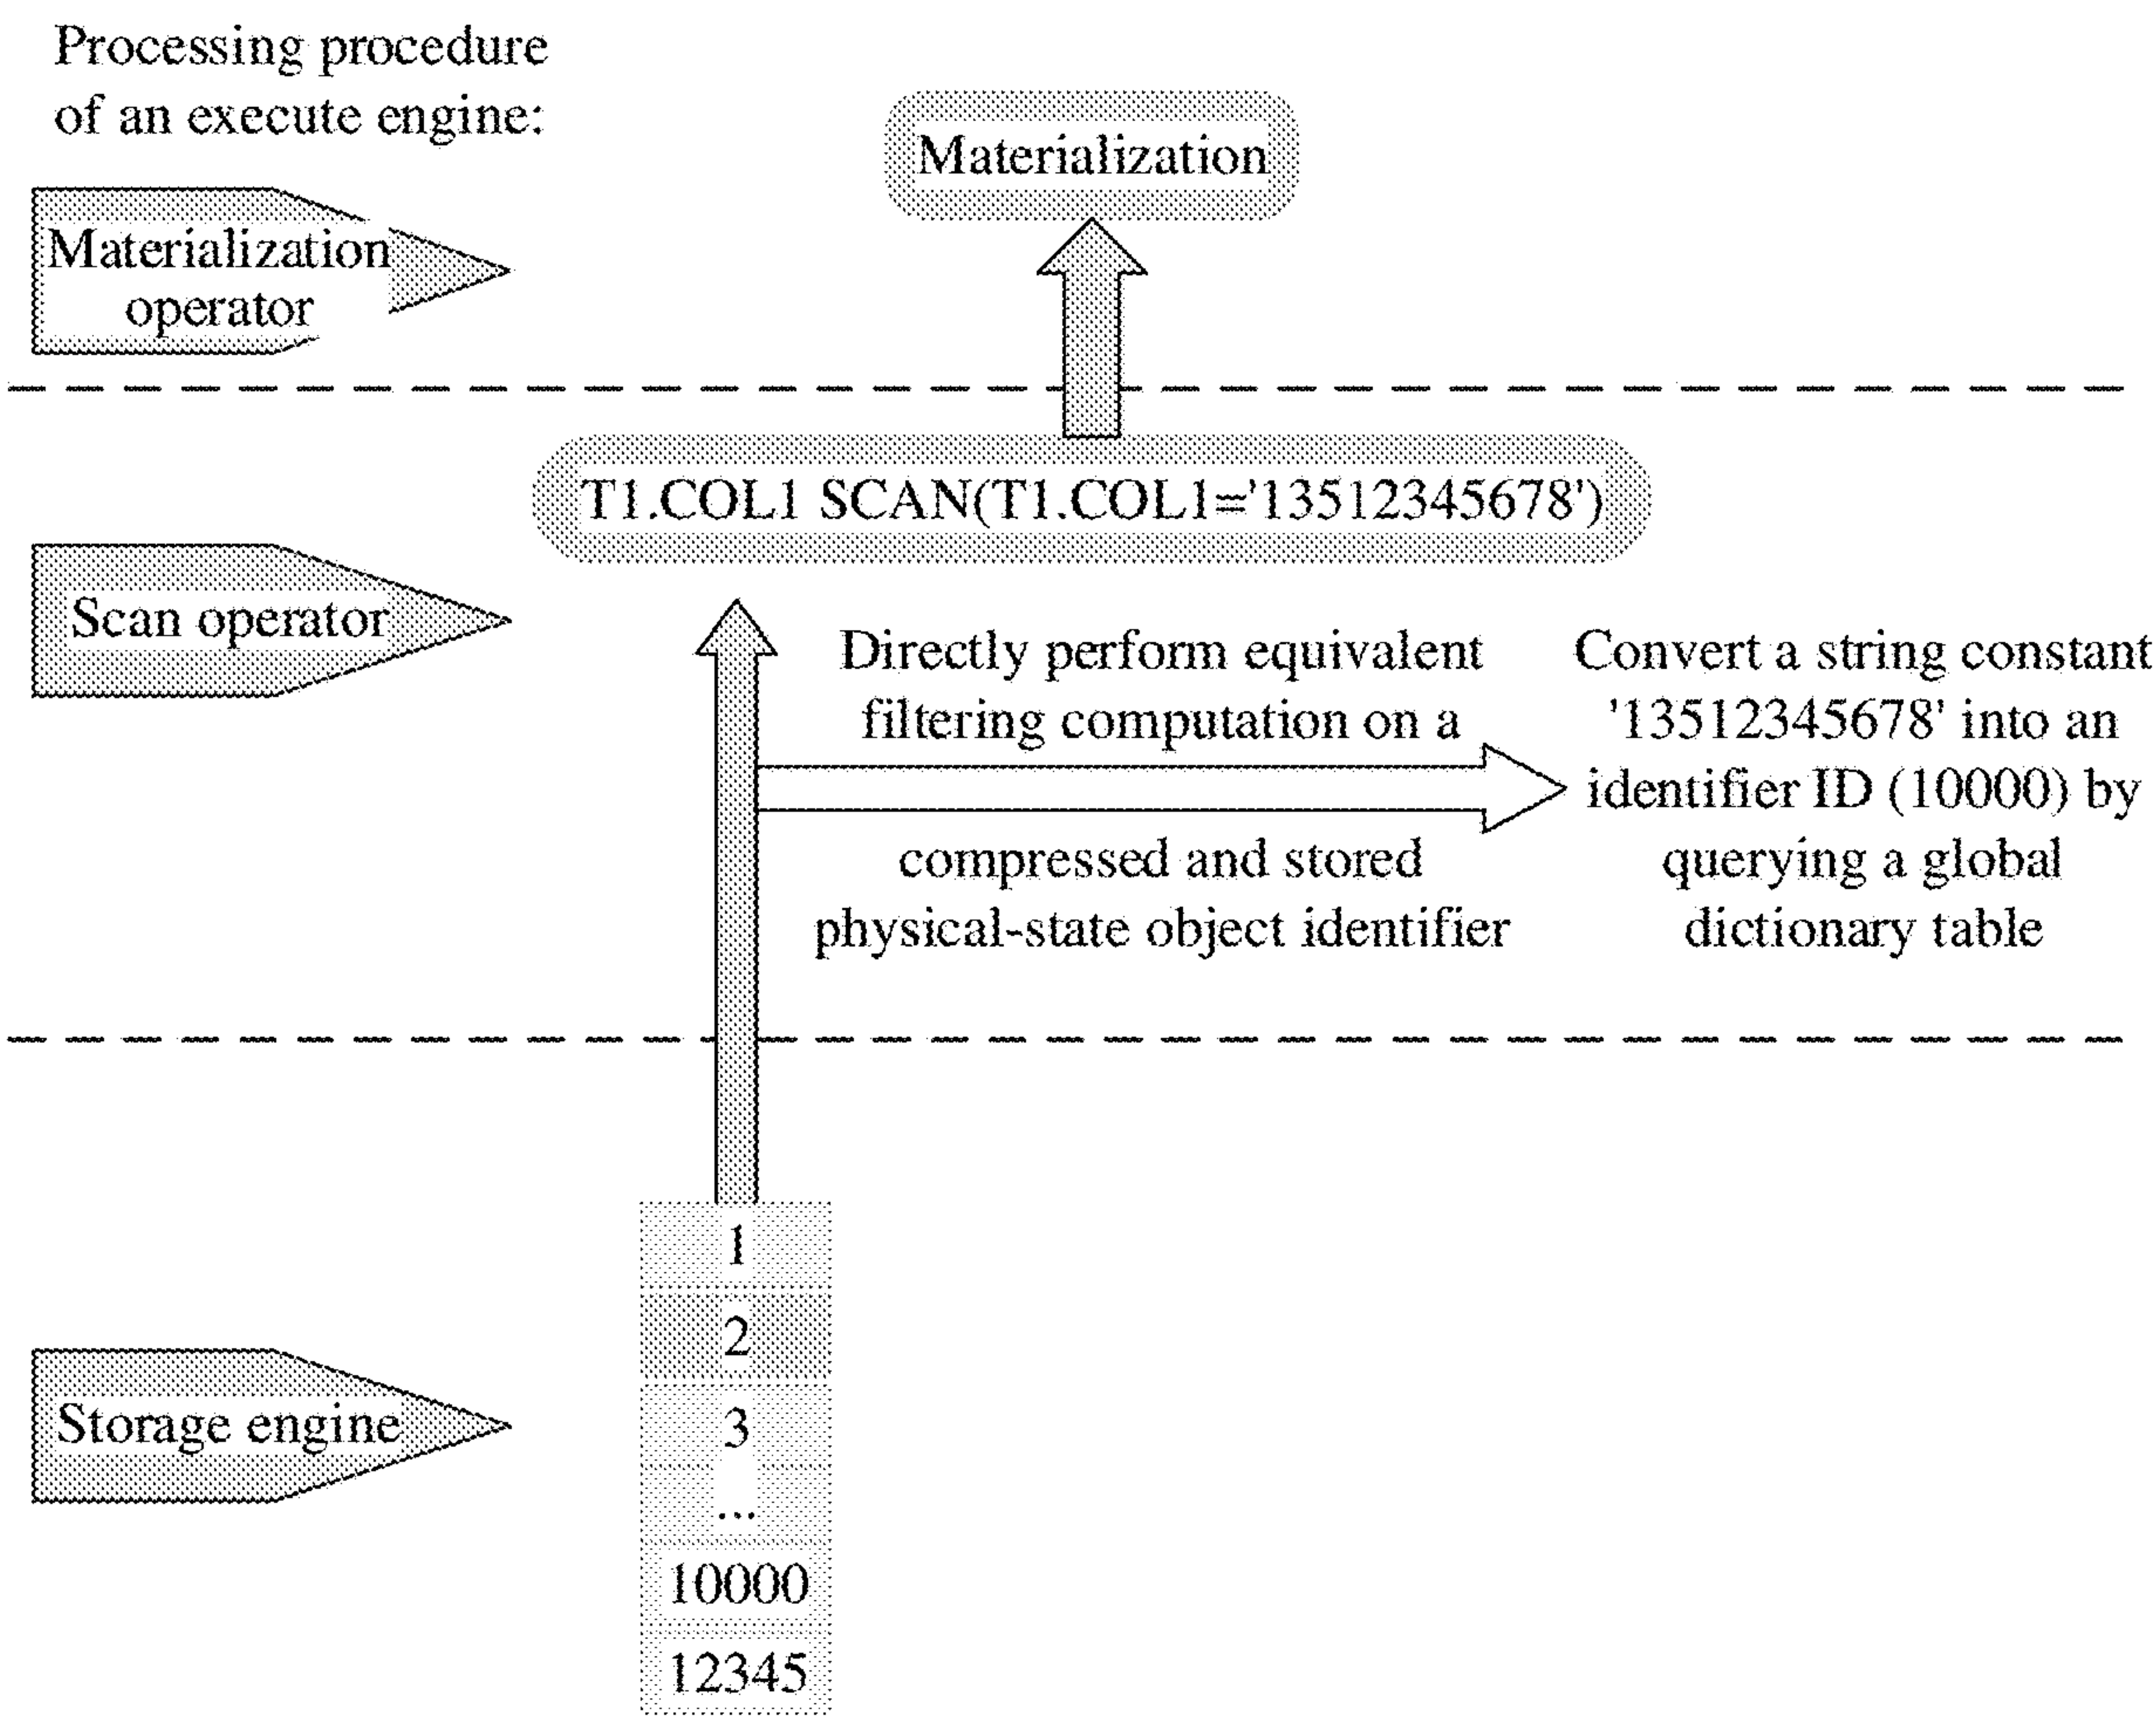 Processing procedure
of an execute engine:
Materialization
Materialization
operator
T1.COL1 SCAN(T1.COL1='13512345678')
Scan operator
Directly perform equivalent
filtering computation on a
compressed and stored
physical-state object identifier
Convert a string constant
'13512345678' into an
identifier ID (10000) by
querying a global
dictionary table
Storage engine
1
2
3
...
10000
12345